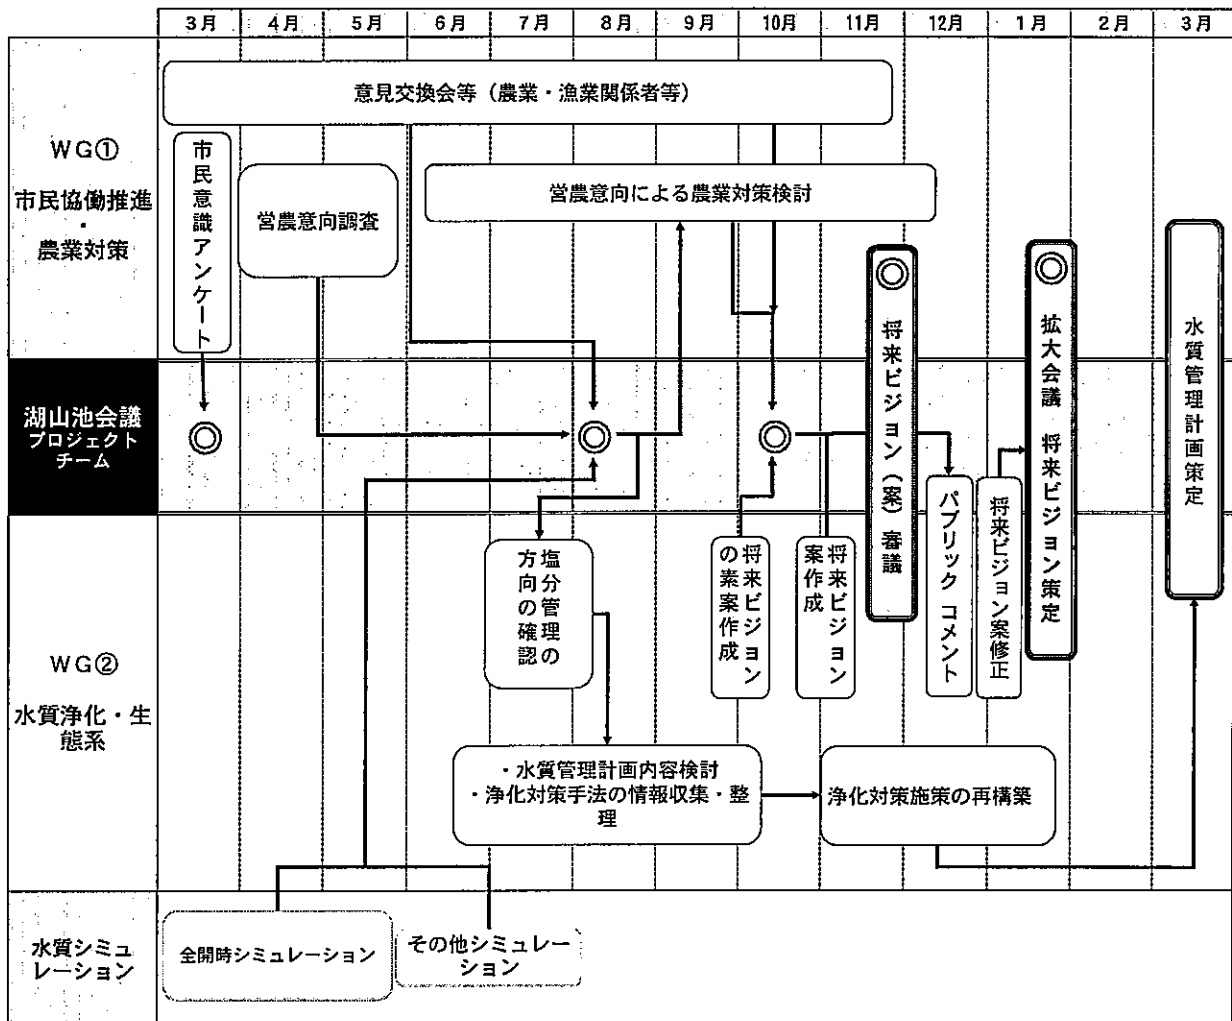 3月 4月 5月 6月 7月 8月 9月 10月 11月 12月 1月 2月 3月
WG①
市民協働推進
・
農業対策
意見交換会等（農業・漁業関係者等）
市民意識アンケート
営農意向調査
営農意向による農業対策検討
湖山池会議
プロジェクト
チーム
将来ビジョン（案）審議
拡大会議　将来ビジョン策定
水質管理計画策定
WG②
水質浄化・生
態系
塩分管理の
方向の確認
将来ビジョン
の素案作成
将来ビジョン
案作成
パブリック コメント
将来ビジョン案修正
・水質管理計画内容検討
・浄化対策手法の情報収集・整
理
浄化対策施策の再構築
水質シミュ
レーション
全開時シミュレーション
その他シミュレー
ション